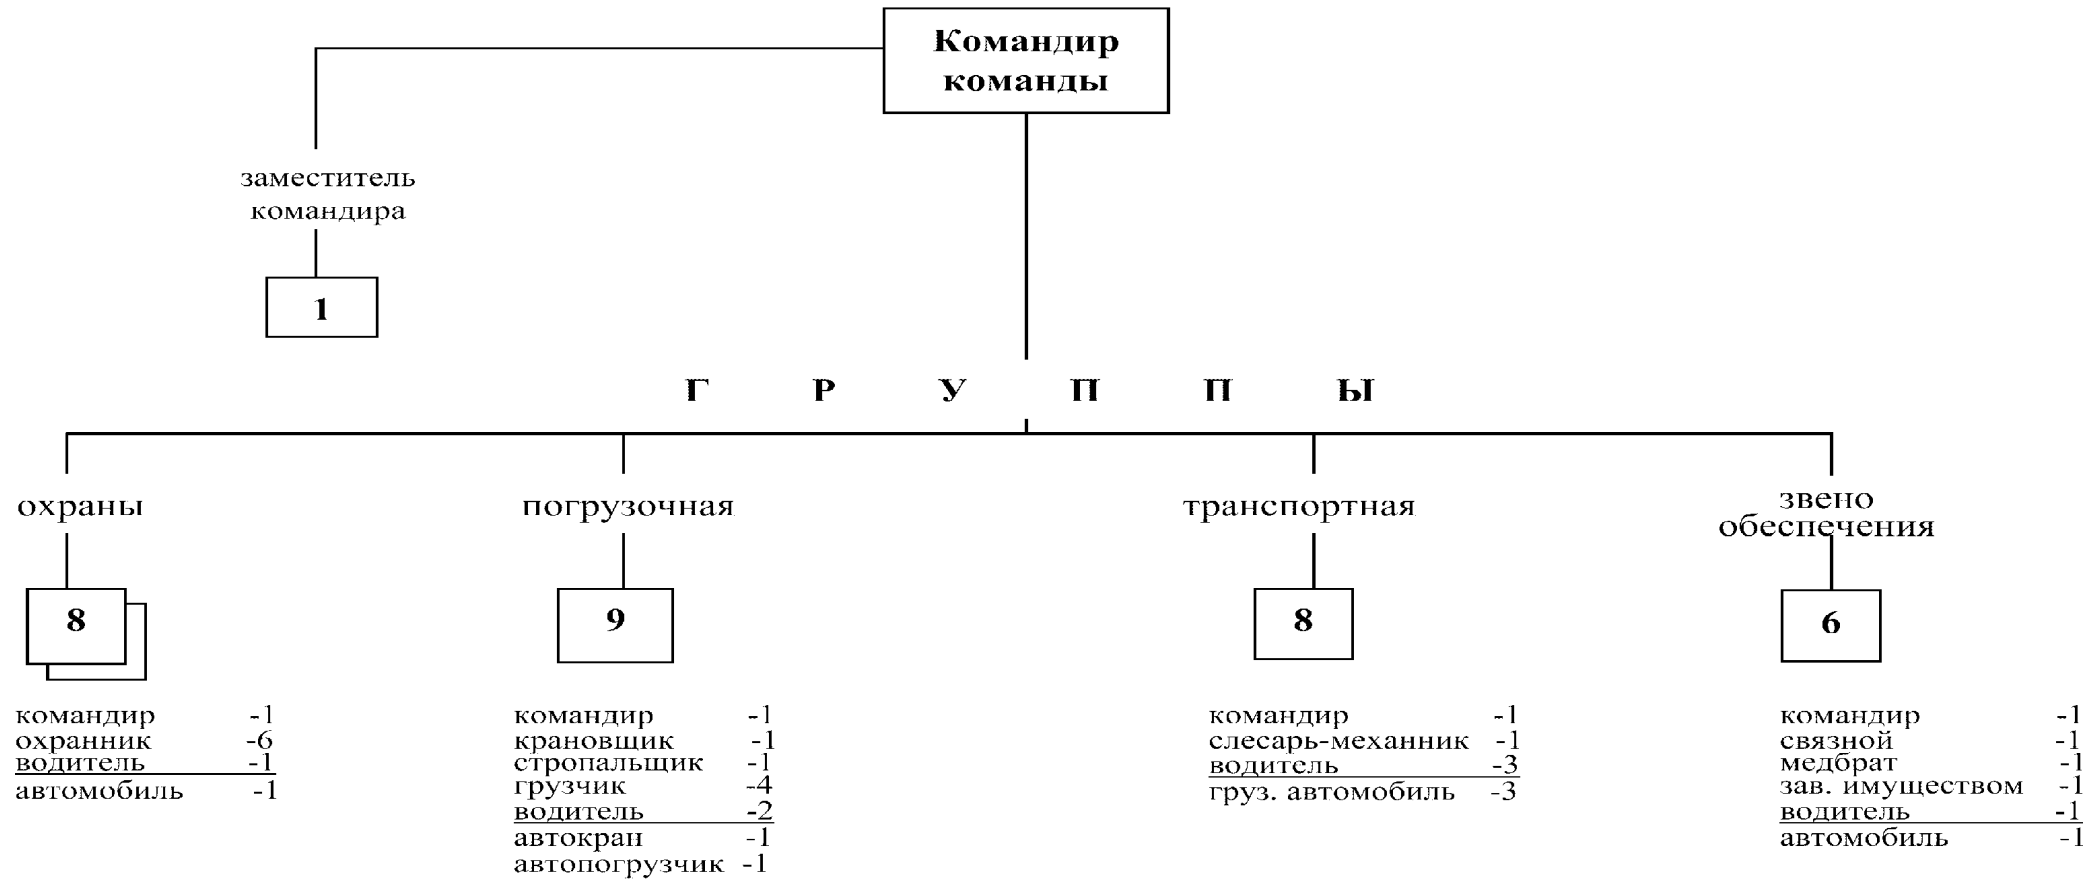 Командир
команды
заместитель
командира
1
Г Р У П П Ы
охраны
погрузочная
транспортная
звено
обеспечения
8
9
8
6
командир -1
охранник -6
водитель -1
автомобиль -1
командир -1
крановщик -1
стропальщик -1
грузчик -4
водитель -2
автокран -1
автопогрузчик -1
командир -1
слесарь-механник -1
водитель -3
груз. автомобиль -3
командир -1
связной -1
медбрат -1
зав. имуществом -1
водитель -1
автомобиль -1